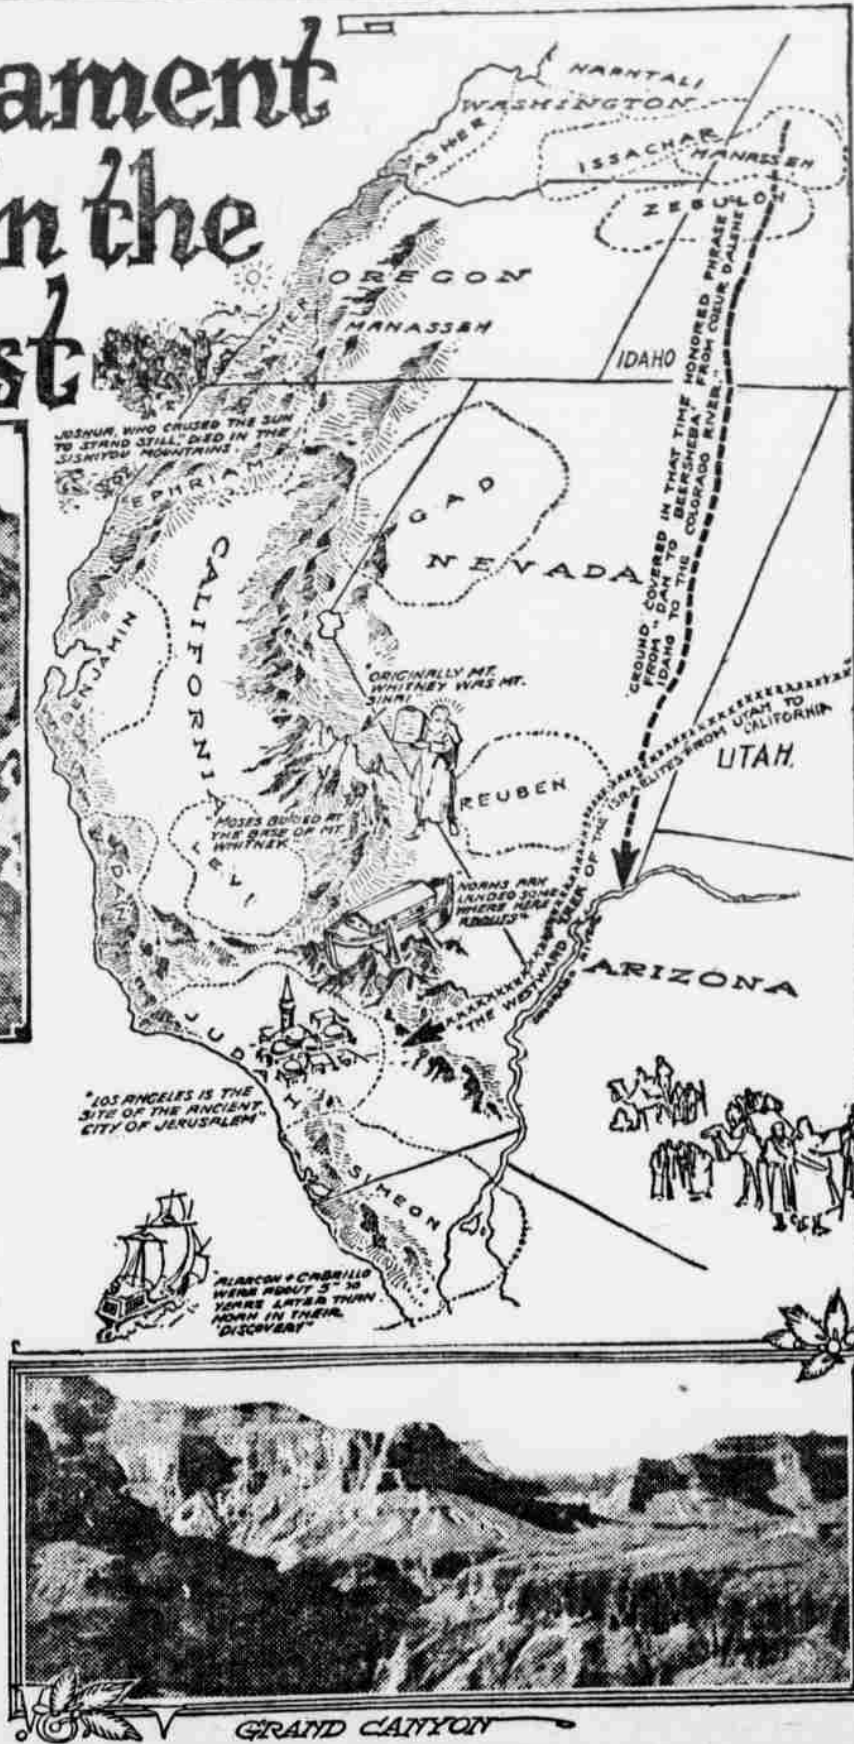 ament
n the
st
NAPHTALI
WASHINGTON
ASHER
ISSACHAR
MANASSEH
ZEBULON
OREGON
ASHER
MANASSEH
IDAHO
"GROUND COVERED IN THAT TIME HONORED PHRASE
FROM "DAN TO BEERSHEBA' FROM COEUR DALENE
IDAHO TO THE COLORADO RIVER."
JOSHUA, WHO CAUSED THE SUN
TO STAND STILL," DIED IN THE
SISKIYOU MOUNTAINS"
EPHRIAM
GAD
NEVADA
CALIFORNIA
BENJAMIN
"ORIGINALLY MT.
WHITNEY WAS MT.
SINAI
UTAH.
REUBEN
"MOSES BURIED AT
THE BASE OF MT.
WHITNEY
LEVI
DAN
NOAHS ARK
LANDED SOME
WHERE HERE
"THE WESTWARD TREK OF THE ISRAELITES FROM UTAH TO
CALIFORNIA
COLORADO RIVER
ARIZONA
JUDAH
"LOS ANGELES IS THE
SITE OF THE ANCIENT
CITY OF JERUSALEM"
SIMEON
"ALARCON & CABRILLO
WERE ABOUT
YEARS LATER THAN
NOAH IN THEIR
"DISCOVERY"
GRAND CANYON